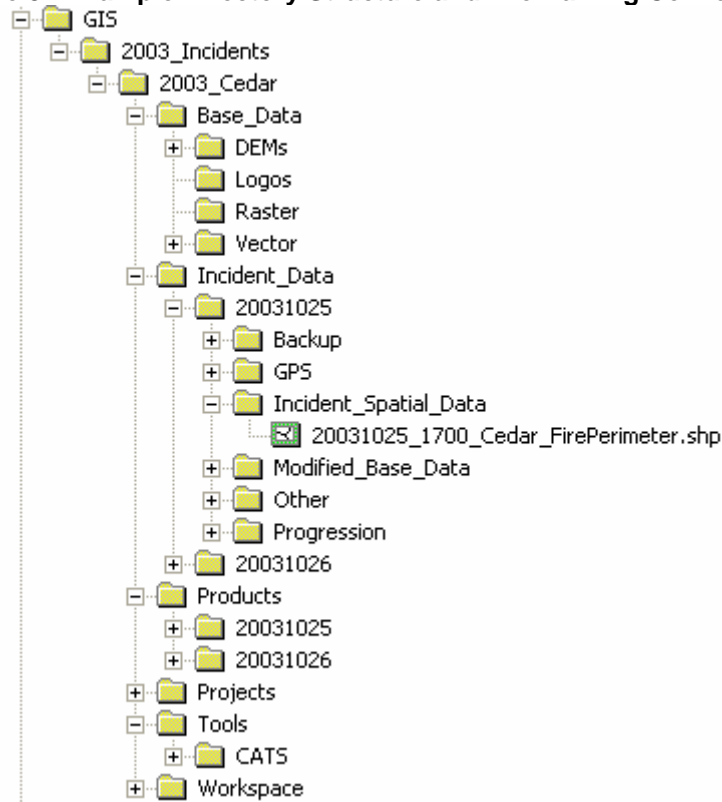 GIS
2003_Incidents
2003_Cedar
Base_Data
DEMs
Logos
Raster
Vector
Incident_Data
20031025
Backup
GPS
Incident_Spatial_Data
20031025_1700_Cedar_FirePerimeter.shp
Modified_Base_Data
Other
Progression
20031026
Products
20031025
20031026
Projects
Tools
CATS
Workspace